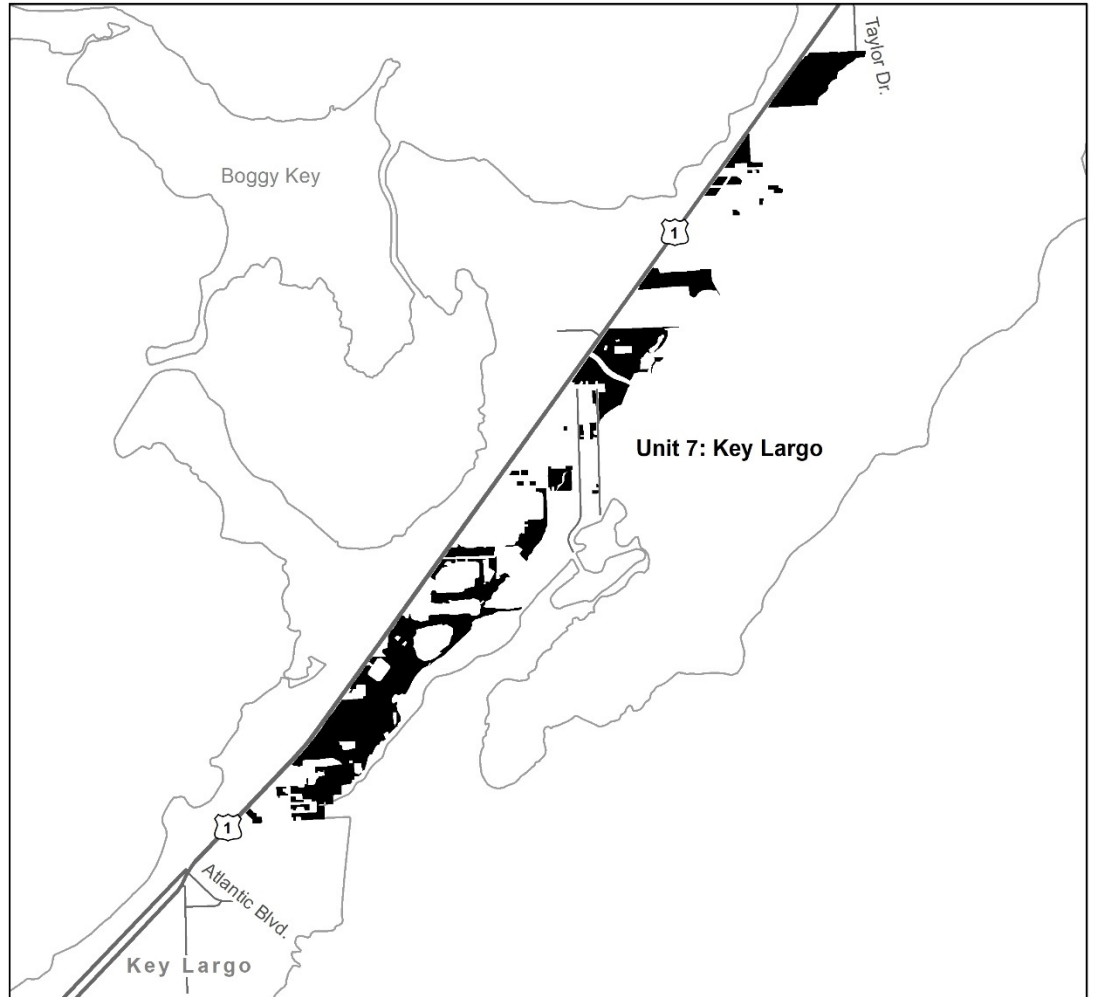 Taylor Dr.
Boggy Key
1
Unit 7: Key Largo
1
Atlantic Blvd.
Key Largo